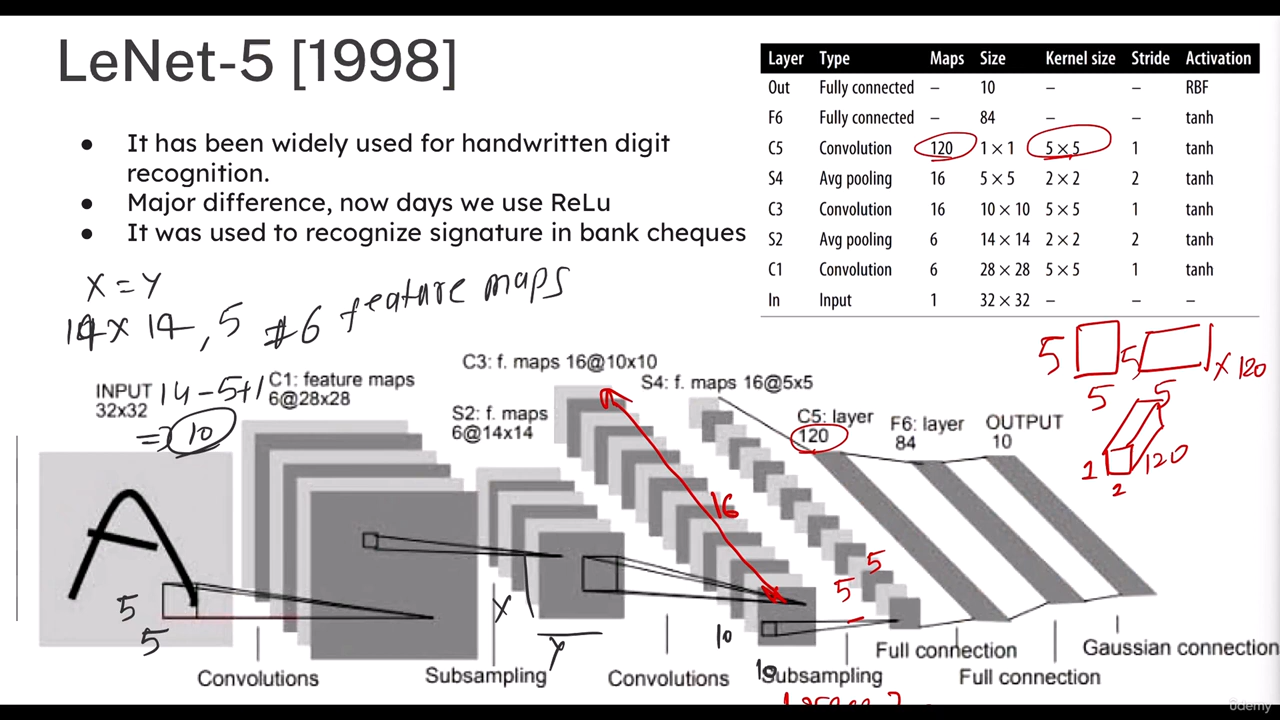 LeNet-5 [1998]
● It has been widely used for handwritten digit
recognition.
● Major difference, now days we use ReLu
● It was used to recognize signature in bank cheques
Layer Type Maps Size Kernel size Stride Activation
Out Fully connected – 10 – – RBF
F6 Fully connected – 84 – – tanh
C5 Convolution 120 1 × 1 5 × 5 1 tanh
S4 Avg pooling 16 5 × 5 2 × 2 2 tanh
C3 Convolution 16 10 × 10 5 × 5 1 tanh
S2 Avg pooling 6 14 × 14 2 × 2 2 tanh
C1 Convolution 6 28 × 28 5 × 5 1 tanh
In Input 1 32 × 32 – – –
X = Y
14 x 14, 5 #6 feature maps
14 - 5 + 1
=> 10
INPUT
32x32
C1: feature maps
6@28x28
S2: f. maps
6@14x14
C3: f. maps 16@10x10
S4: f. maps 16@5x5
C5: layer
120
F6: layer
84
OUTPUT
10
5
5
5
5
x 120
1
120
16
5
5
5
5
X
Y
10
10
Convolutions
Subsampling
Convolutions
Subsampling
Full connection
Full connection
Gaussian connection
ûdemy